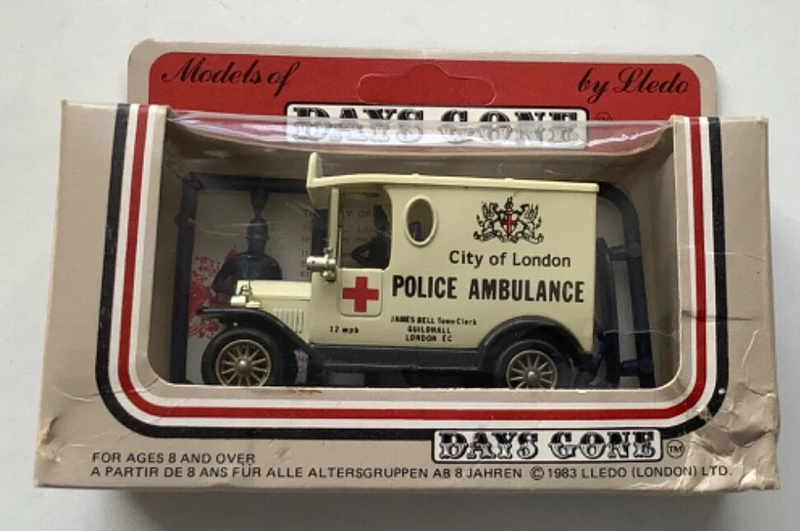 Models of by Lledo
DAYS GONE
City of London
POLICE AMBULANCE
12 mph
JAMES BELL Town Clerk
GUILDHALL
LONDON EC
DAYS GONE TM
FOR AGES 8 AND OVER
A PARTIR DE 8 ANS FÜR ALLE ALTERSGRUPPEN AB 8 JAHREN © 1983 LLEDO (LONDON) LTD.